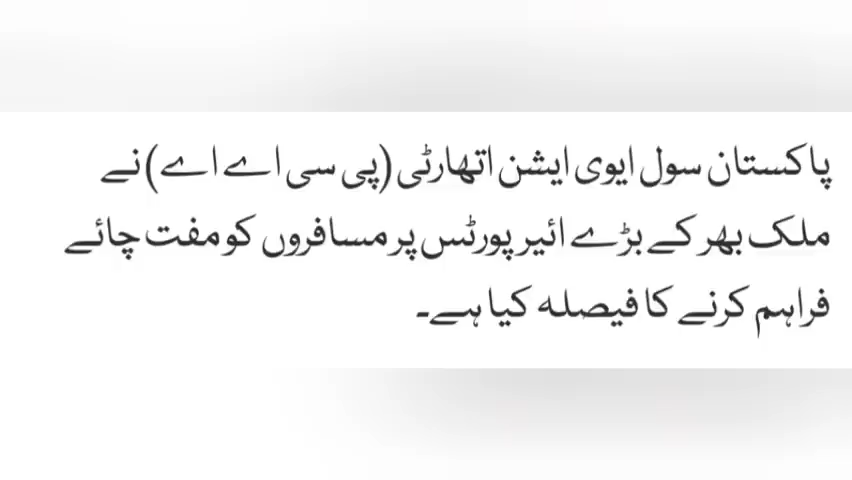 پاکستان سول ایوی ایشن اتھارٹی (پی سی اے اے) نے
ملک بھر کے بڑے ائیرپورٹس پر مسافروں کو مفت چائے
فراہم کرنے کا فیصلہ کیا ہے۔